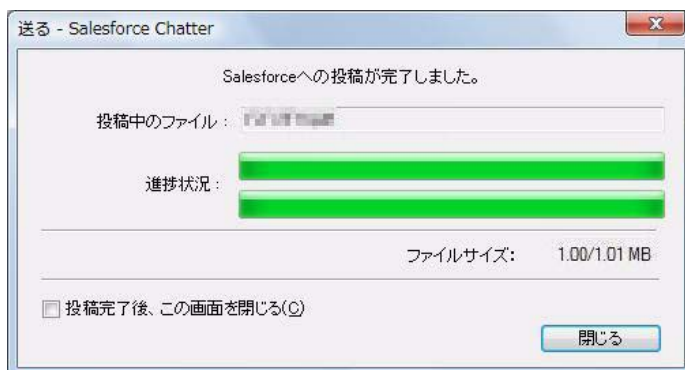 送る - Salesforce Chatter
Salesforceへの投稿が完了しました。
投稿中のファイル：
進捗状況：
ファイルサイズ: 1.00/1.01 MB
投稿完了後、この画面を閉じる(C)
閉じる